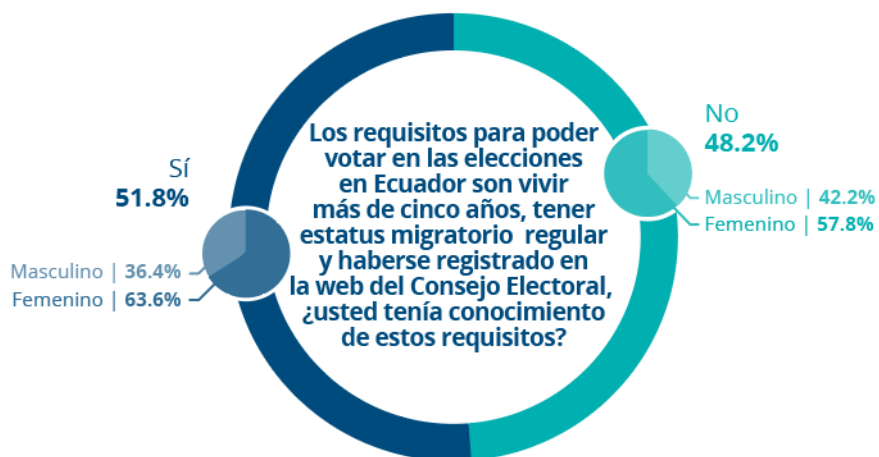 Los requisitos para poder
votar en las elecciones
en Ecuador son vivir
más de cinco años, tener
estatus migratorio regular
y haberse registrado en
la web del Consejo Electoral,
¿usted tenía conocimiento
de estos requisitos?
Sí
51.8%
Masculino | 36.4%
Femenino | 63.6%
No
48.2%
Masculino | 42.2%
Femenino | 57.8%